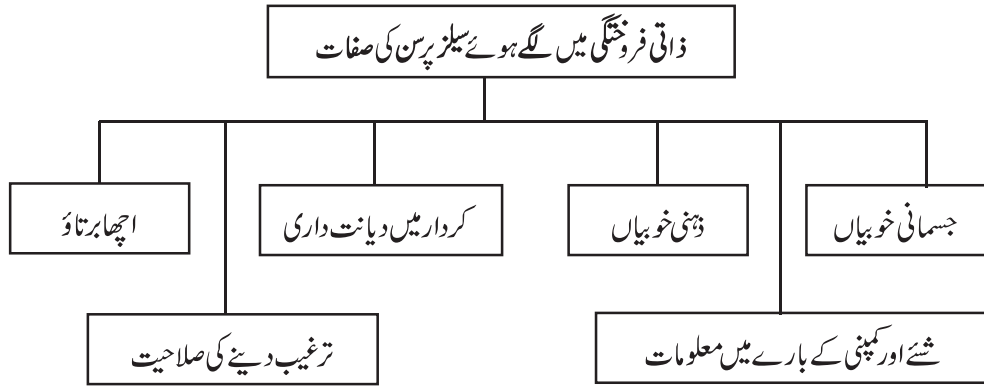 ذاتی فروختگی میں لگے ہوئے سیلز پرسن کی صفات
جسمانی خوبیاں
ذہنی خوبیاں
کردار میں دیانت داری
اچھا برتاؤ
شئے اور کمپنی کے بارے میں معلومات
ترغیب دینے کی صلاحیت